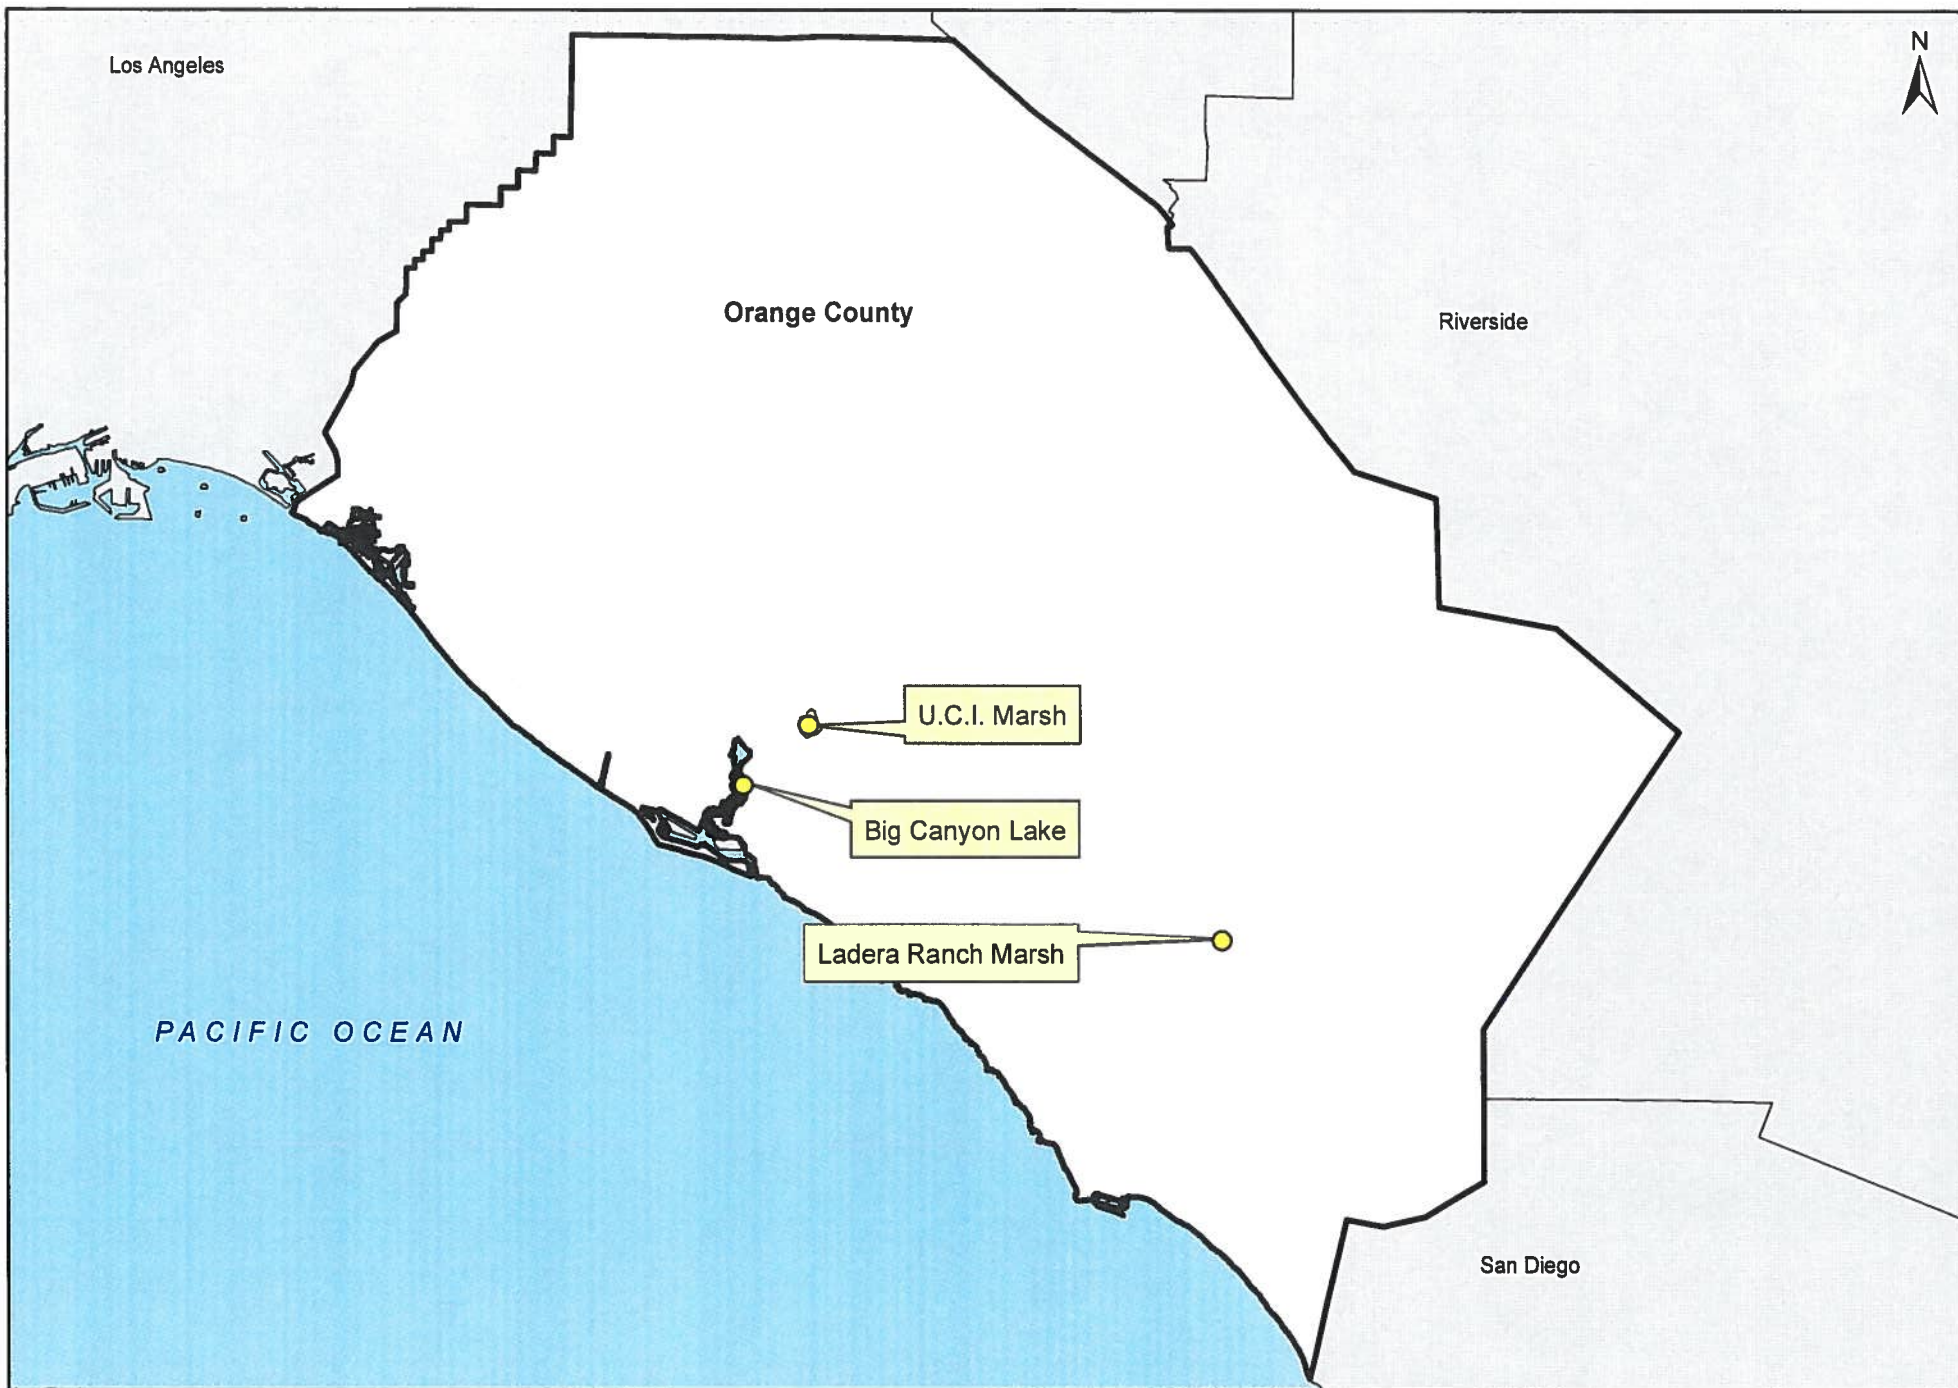 N
Los Angeles
Orange County
Riverside
U.C.I. Marsh
Big Canyon Lake
Ladera Ranch Marsh
PACIFIC OCEAN
San Diego